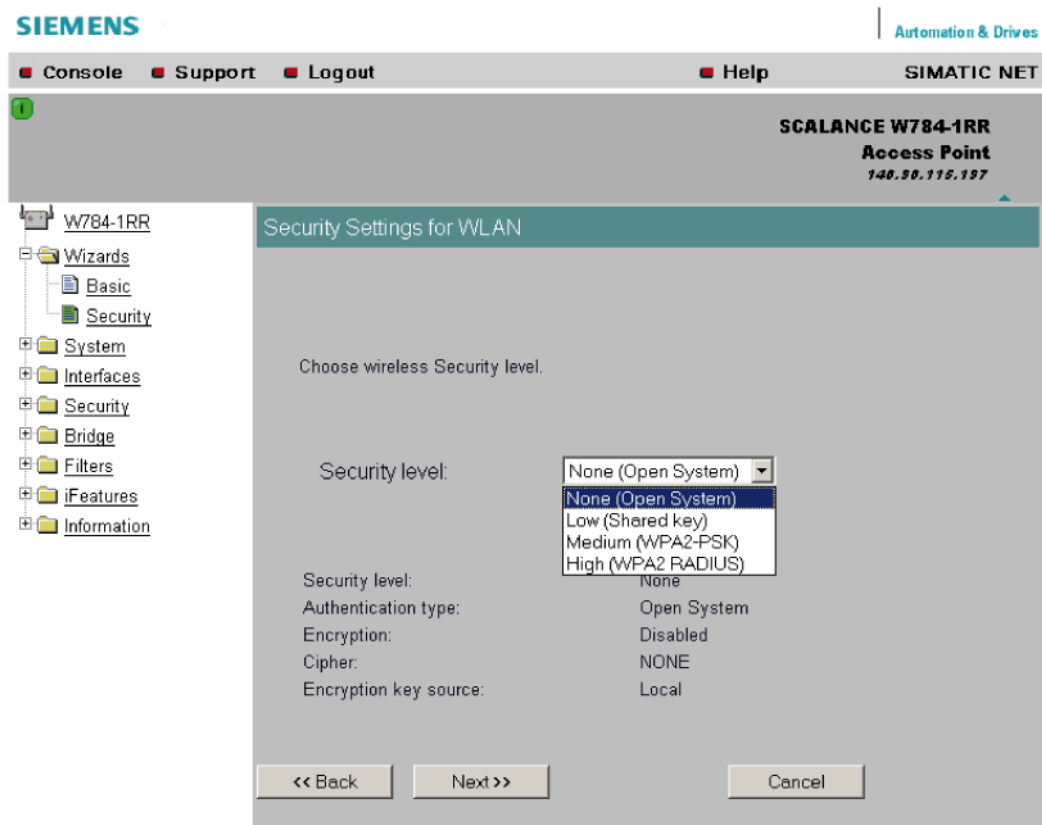 SIEMENS
Automation & Drives
Console Support Logout Help SIMATIC NET
SCALANCE W784-1RR
Access Point
140.90.115.197
W784-1RR
Security Settings for WLAN
Wizards
Basic
Security
System
Interfaces
Security
Bridge
Filters
iFeatures
Information
Choose wireless Security level.
Security level: None (Open System)
None (Open System)
Low (Shared key)
Medium (WPA2-PSK)
High (WPA2 RADIUS)
Security level: None
Authentication type: Open System
Encryption: Disabled
Cipher: NONE
Encryption key source: Local
<< Back Next >> Cancel